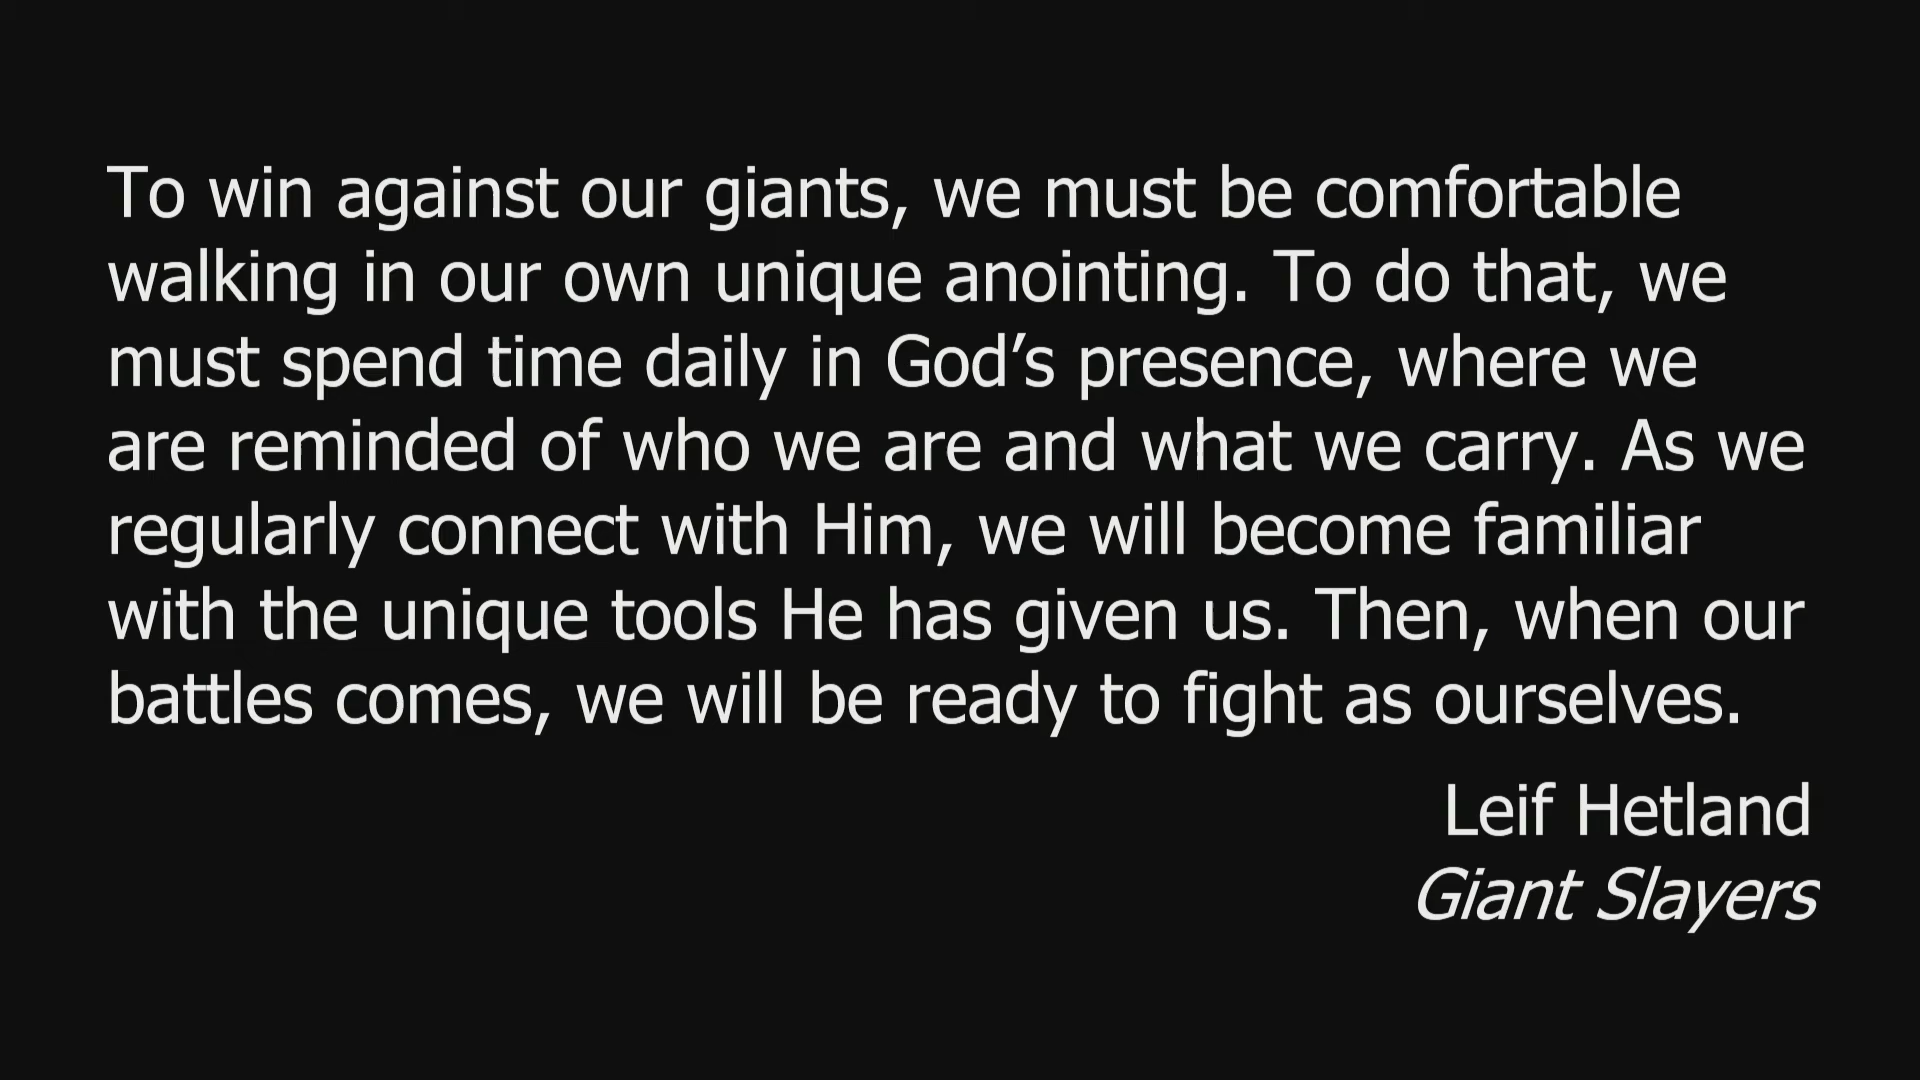 To win against our giants, we must be comfortable
walking in our own unique anointing. To do that, we
must spend time daily in God’s presence, where we
are reminded of who we are and what we carry. As we
regularly connect with Him, we will become familiar
with the unique tools He has given us. Then, when our
battles comes, we will be ready to fight as ourselves.
Leif Hetland
Giant Slayers